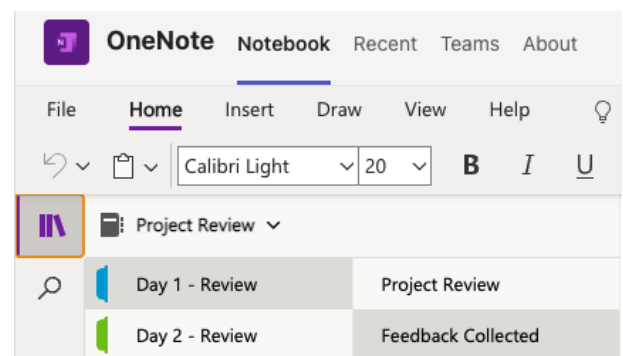 OneNote Notebook Recent Teams About
File Home Insert Draw View Help
Calibri Light 20 B I U
Project Review
Day 1 - Review Project Review
Day 2 - Review Feedback Collected